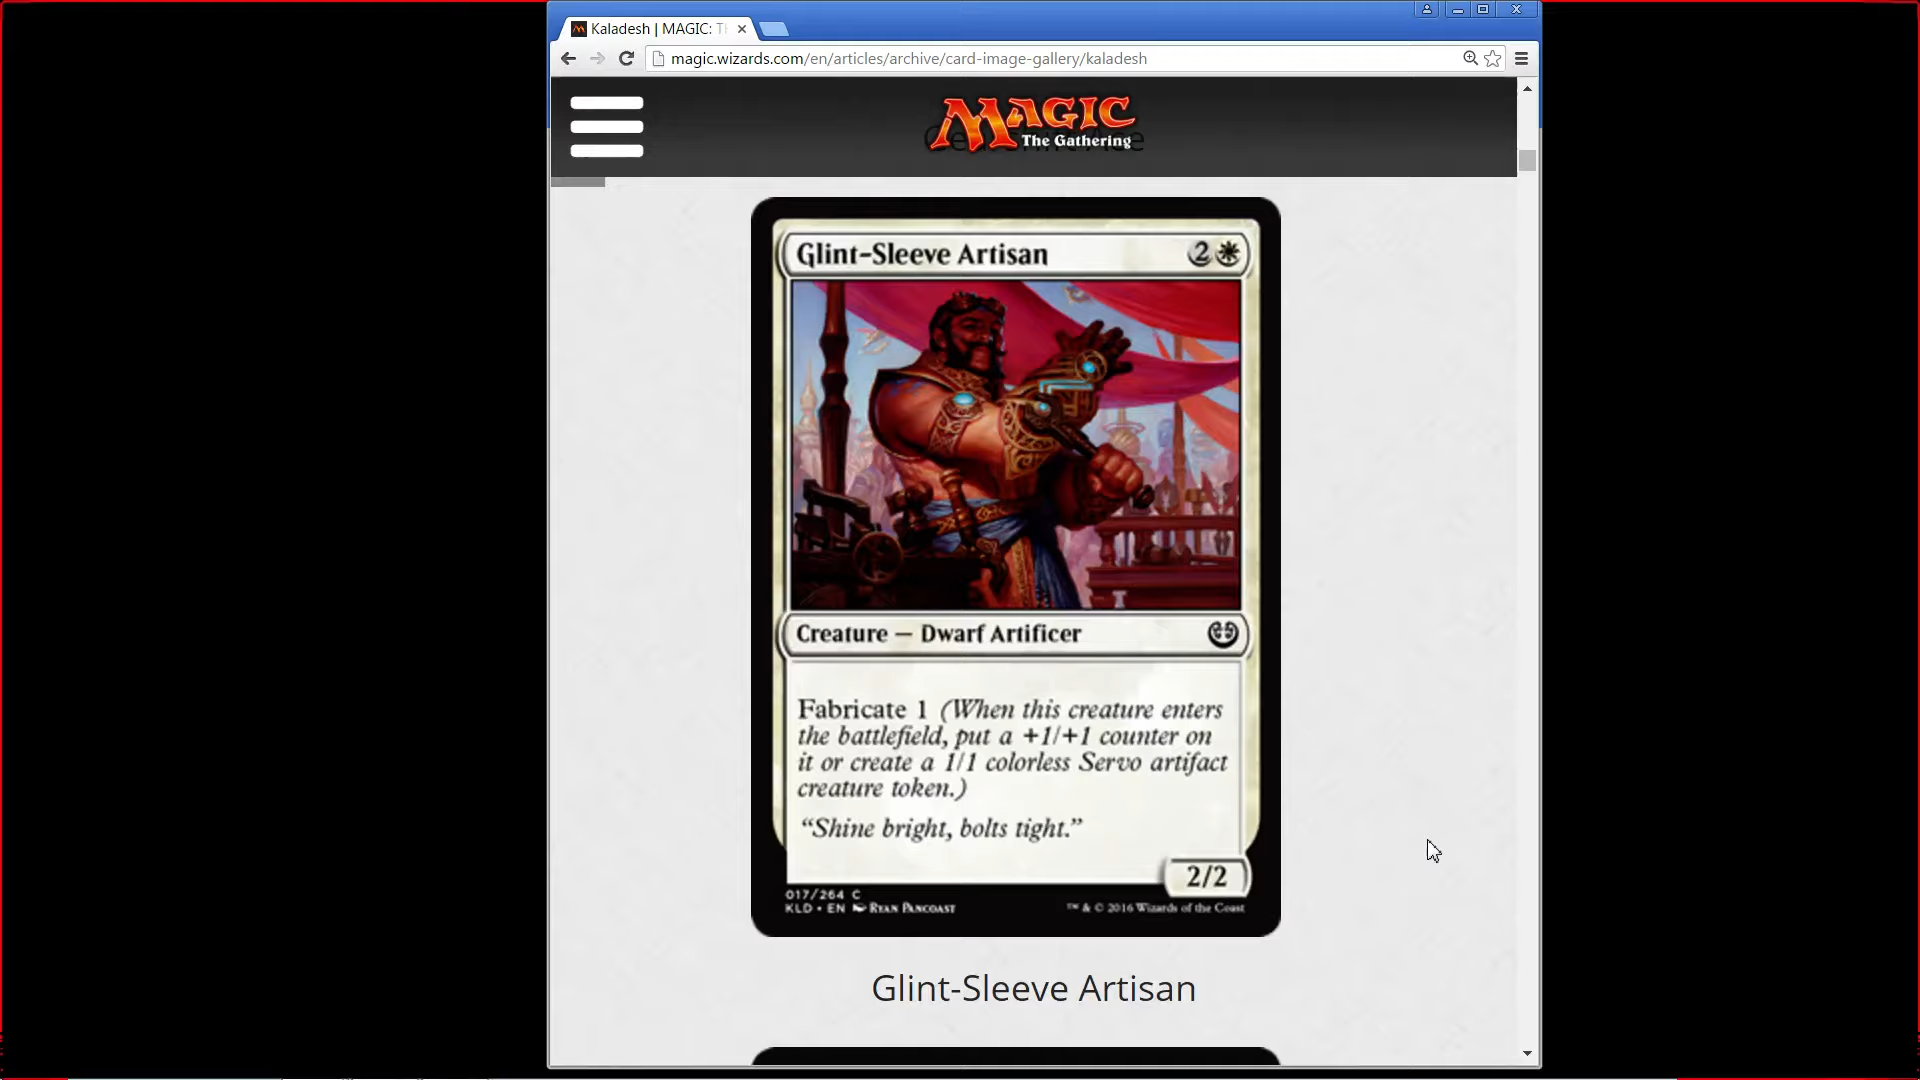 Kaladesh | MAGIC: Th
magic.wizards.com/en/articles/archive/card-image-gallery/kaladesh
MAGIC
The Gathering
Glint-Sleeve Artisan 2
Creature — Dwarf Artificer
Fabricate 1 (When this creature enters
the battlefield, put a +1/+1 counter on
it or create a 1/1 colorless Servo artifact
creature token.)
“Shine bright, bolts tight.”
2/2
017/264 C
KLD • EN RYAN PANCOAST
™ & © 2016 Wizards of the Coast
Glint-Sleeve Artisan